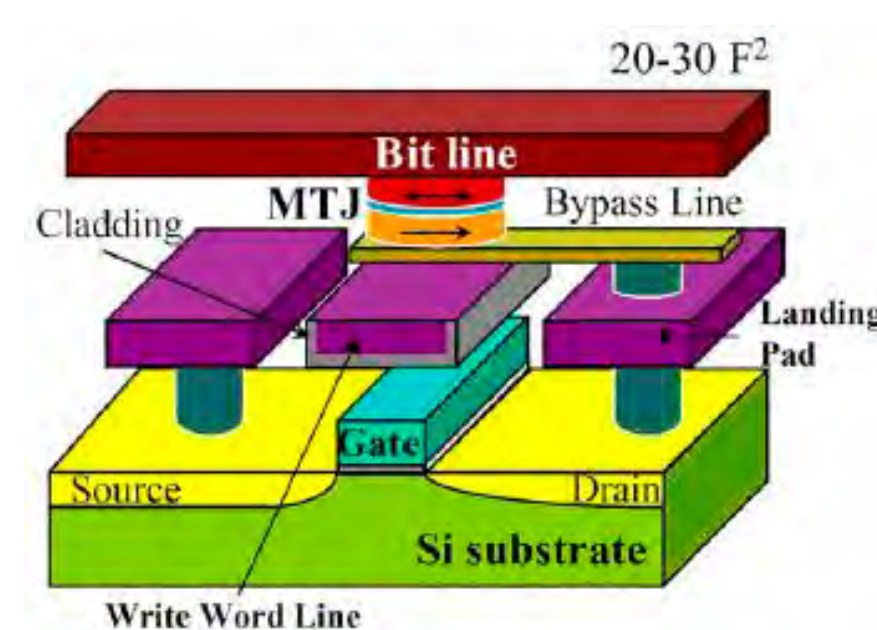 20-30 F²
Bit line
MTJ
Bypass Line
Cladding
Landing
Pad
Gate
Source
Drain
Si substrate
Write Word Line